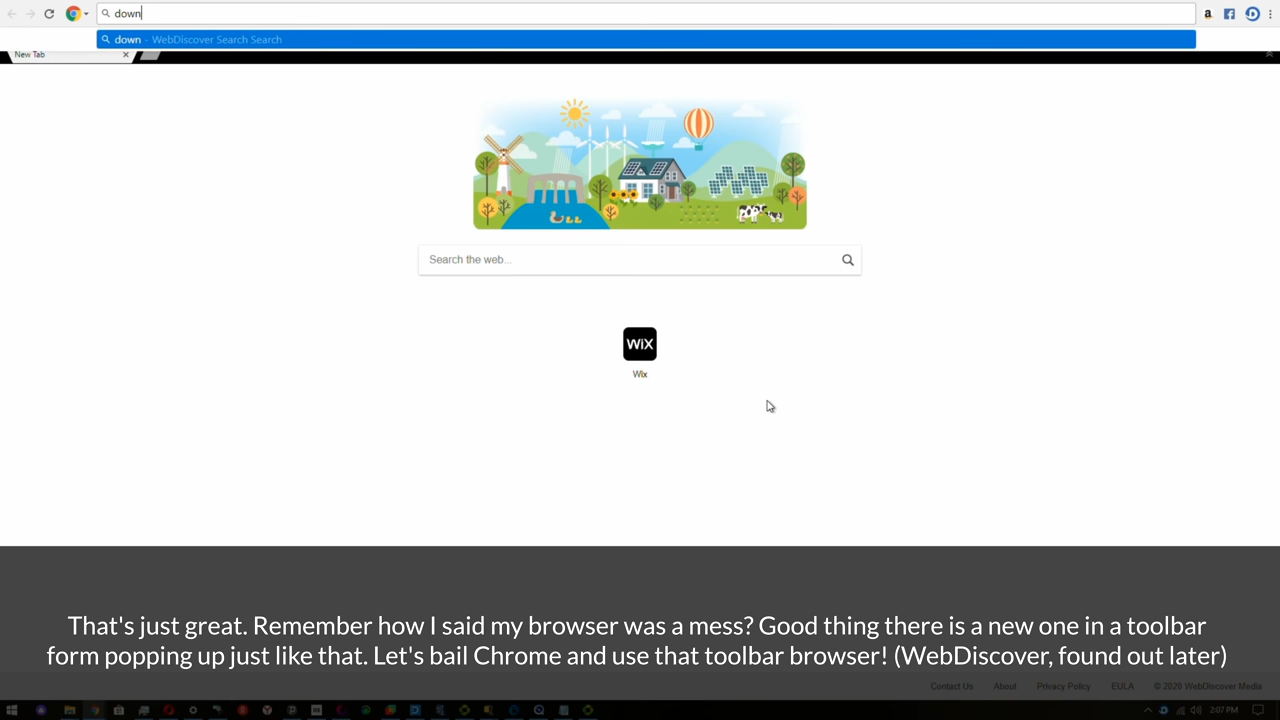 down
down - WebDiscover Search Search
New Tab
Search the web...
WiX
Wix
That's just great. Remember how I said my browser was a mess? Good thing there is a new one in a toolbar
form popping up just like that. Let's bail Chrome and use that toolbar browser! (WebDiscover, found out later)
Contact Us About Privacy Policy EULA © 2026 WebDiscover Media
2:07 PM